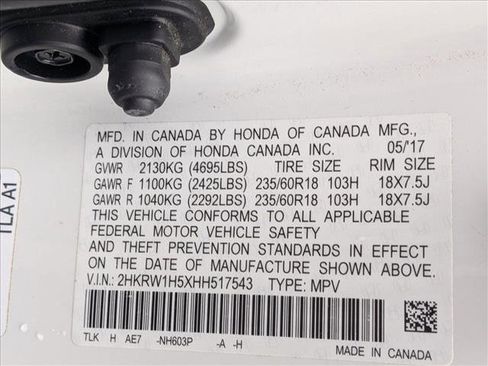 MFD. IN CANADA BY HONDA OF CANADA MFG.,
A DIVISION OF HONDA CANADA INC. 05/'17
GVWR 2130KG (4695LBS) TIRE SIZE RIM SIZE
GAWR F 1100KG (2425LBS) 235/60R18 103H 18X7.5J
GAWR R 1040KG (2292LBS) 235/60R18 103H 18X7.5J
THIS VEHICLE CONFORMS TO ALL APPLICABLE
FEDERAL MOTOR VEHICLE SAFETY
AND THEFT PREVENTION STANDARDS IN EFFECT
ON THE DATE OF MANUFACTURE SHOWN ABOVE.
V.I.N.: 2HKRW1H5XHH517543 TYPE: MPV
TLK H AE7 -NH603P -A -H
MADE IN CANADA
TLA A1